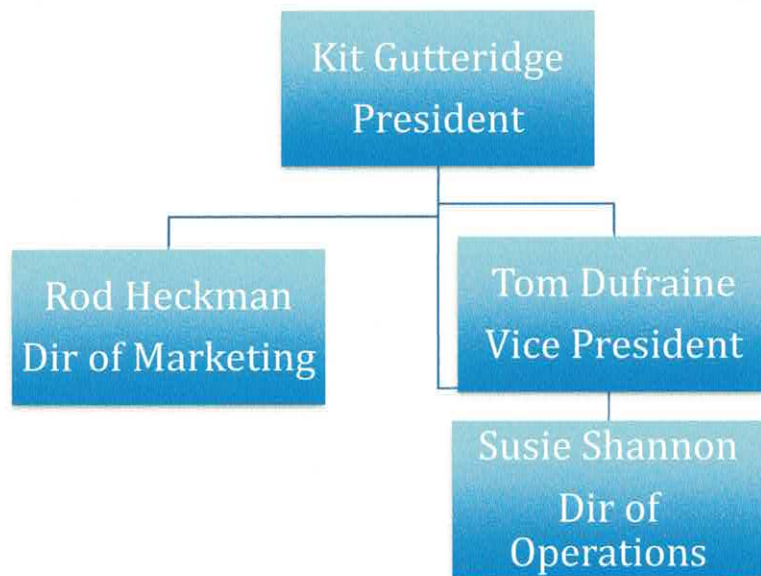 Kit Gutteridge
President
Rod Heckman
Dir of Marketing
Tom Dufraine
Vice President
Susie Shannon
Dir of
Operations